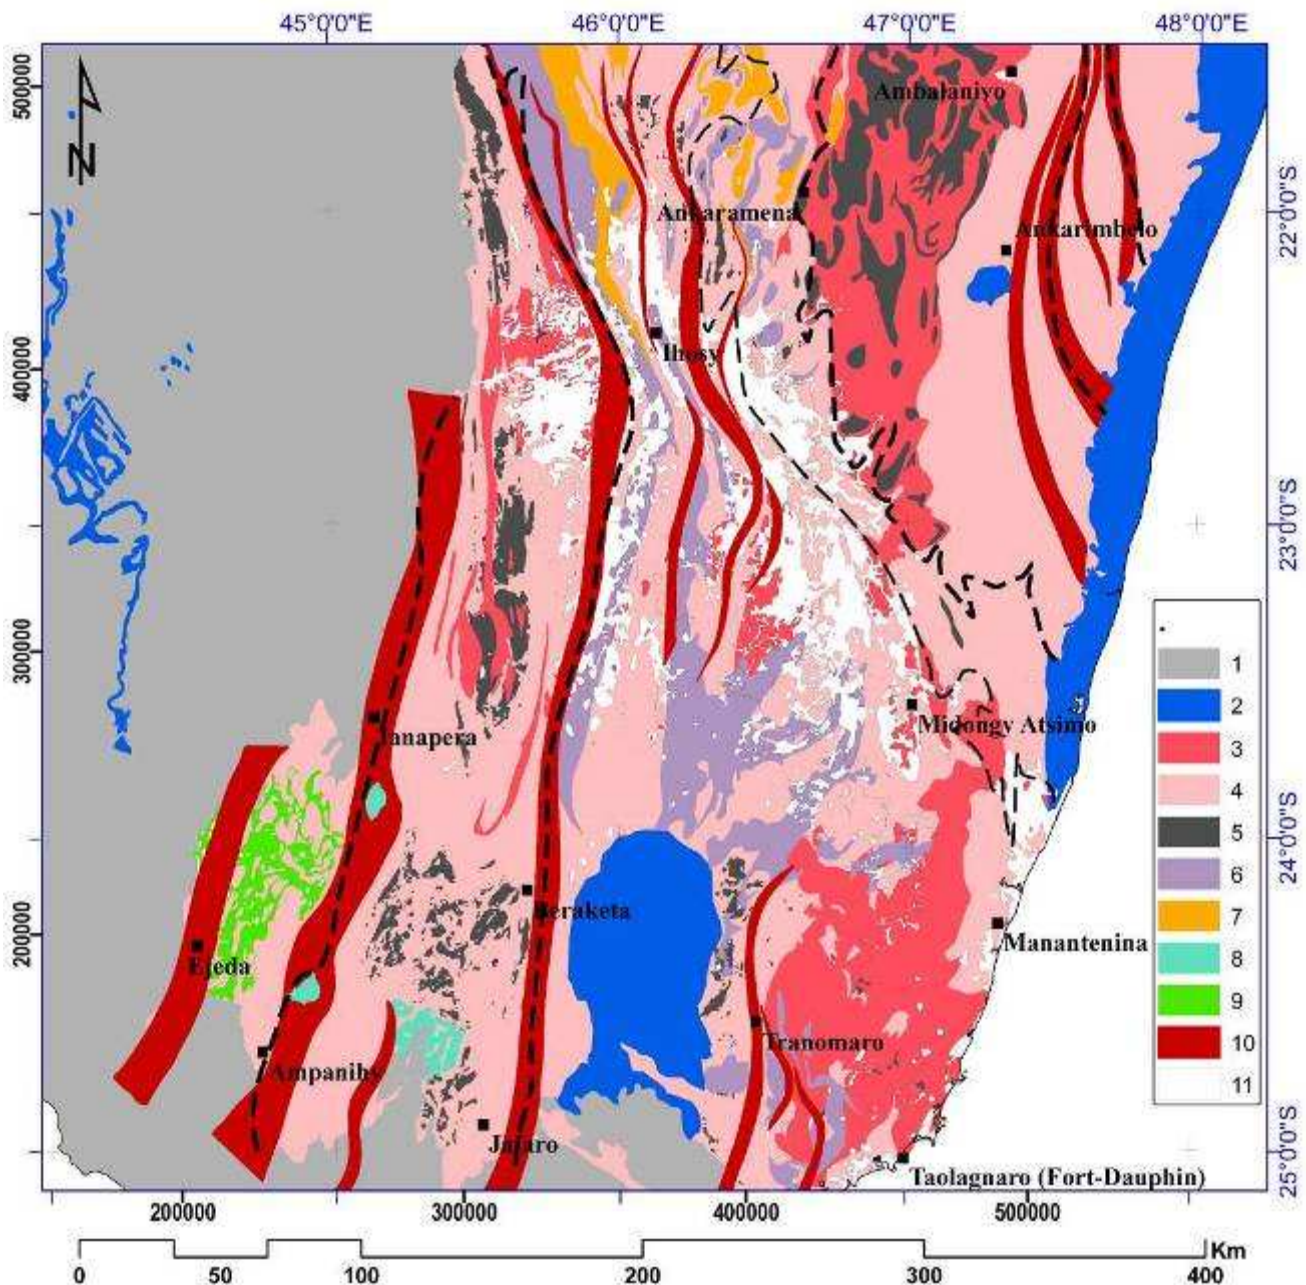 45°0'0"E 46°0'0"E 47°0'0"E 48°0'0"E
500000
400000
300000
200000
N
Ambalaniyo
Ankaramena
Ankarimbelo
22°0'0"S
Ihosy
23°0'0"S
Janapera
Midongy Atsimo
24°0'0"S
Beraketa
Manantenina
Ejeda
Tranomaro
Ampanihy
Jafaro
25°0'0"S
Taolagnaro (Fort-Dauphin)
1
2
3
4
5
6
7
8
9
10
11
200000 300000 400000 500000
Km
0 50 100 200 300 400